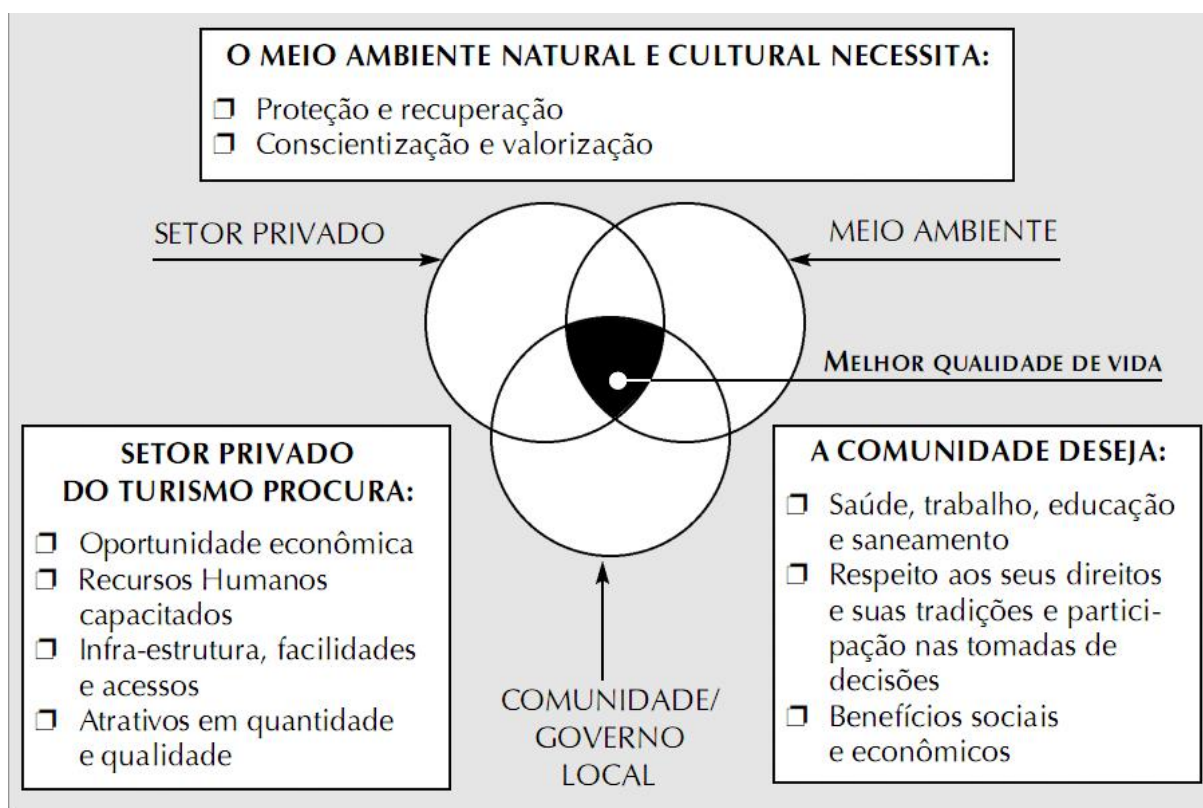 O MEIO AMBIENTE NATURAL E CULTURAL NECESSITA:
❐ Proteção e recuperação
❐ Conscientização e valorização
SETOR PRIVADO
MEIO AMBIENTE
MELHOR QUALIDADE DE VIDA
SETOR PRIVADO
DO TURISMO PROCURA:
❐ Oportunidade econômica
❐ Recursos Humanos
capacitados
❐ Infra-estrutura, facilidades
e acessos
❐ Atrativos em quantidade
e qualidade
COMUNIDADE/
GOVERNO
LOCAL
A COMUNIDADE DESEJA:
❐ Saúde, trabalho, educação
e saneamento
❐ Respeito aos seus direitos
e suas tradições e partici-
pação nas tomadas de
decisões
❐ Benefícios sociais
e econômicos